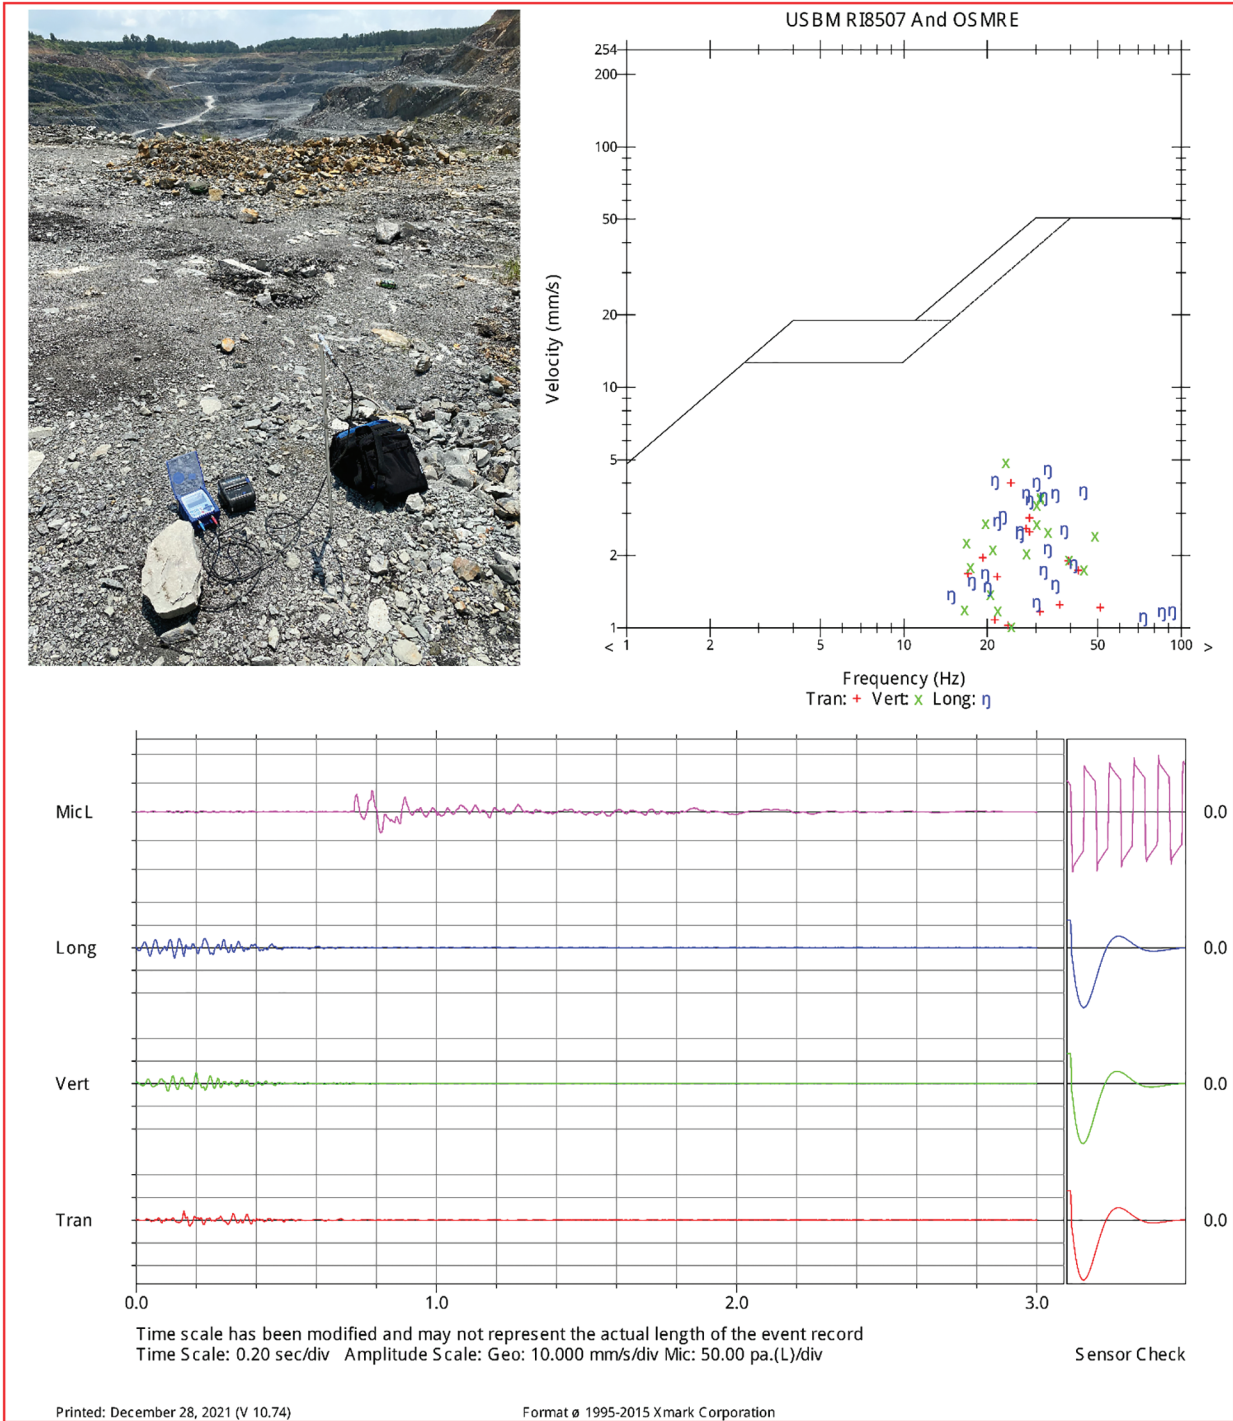 USBM RI8507 And OSMRE
254
200
100
50
20
10
5
2
1
Velocity (mm/s)
< 1 2 5 10 20 50 100 >
Frequency (Hz)
Tran: + Vert: x Long: ŋ
MicL 0.0
Long 0.0
Vert 0.0
Tran 0.0
0.0 1.0 2.0 3.0
Time scale has been modified and may not represent the actual length of the event record
Time Scale: 0.20 sec/div Amplitude Scale: Geo: 10.000 mm/s/div Mic: 50.00 pa.(L)/div Sensor Check
Printed: December 28, 2021 (V 10.74) Format ø 1995-2015 Xmark Corporation